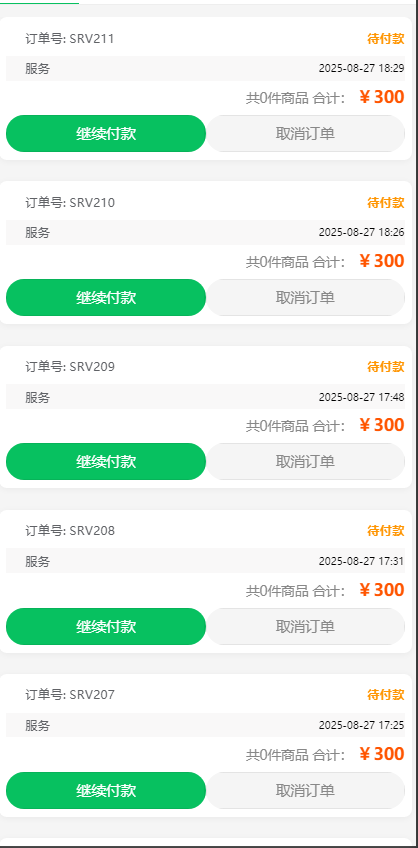 订单号: SRV211 待付款
服务 2025-08-27 18:29
共0件商品 合计： ¥ 300
继续付款 取消订单
订单号: SRV210 待付款
服务 2025-08-27 18:26
共0件商品 合计： ¥ 300
继续付款 取消订单
订单号: SRV209 待付款
服务 2025-08-27 17:48
共0件商品 合计： ¥ 300
继续付款 取消订单
订单号: SRV208 待付款
服务 2025-08-27 17:31
共0件商品 合计： ¥ 300
继续付款 取消订单
订单号: SRV207 待付款
服务 2025-08-27 17:25
共0件商品 合计： ¥ 300
继续付款 取消订单